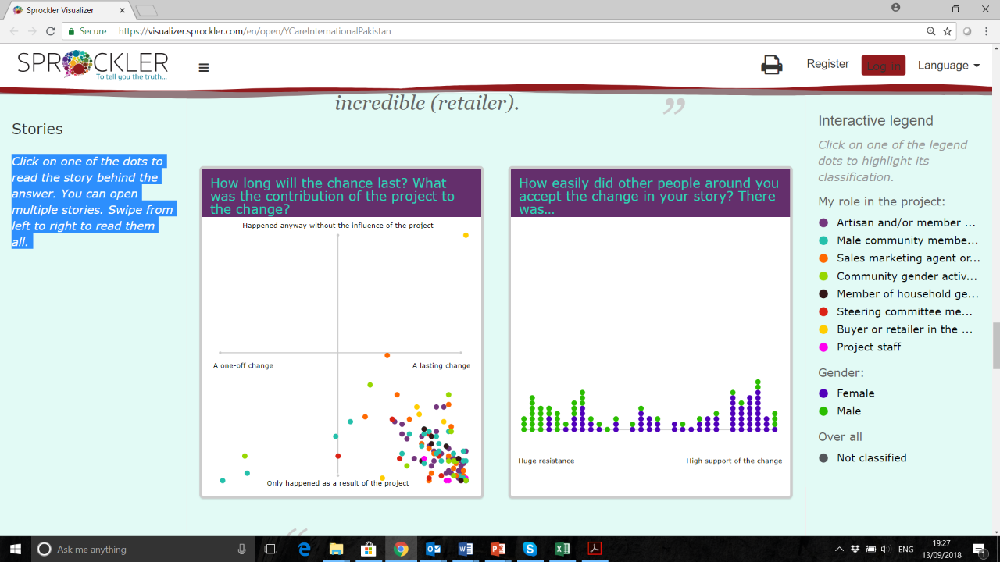 Sprockler Visualizer
Secure
https://visualizer.sprockler.com/en/open/YCareInternationalPakistan
SPROCKLER
To tell you the truth...
Register
Log in
Language
incredible (retailer).
”
Stories
Click on one of the dots to
read the story behind the
answer. You can open
multiple stories. Swipe from
left to right to read them
all.
How long will the chance last? What
was the contribution of the project to
the change?
Happened anyway without the influence of the project
A one-off change
A lasting change
Only happened as a result of the project
How easily did other people around you
accept the change in your story? There
was...
Huge resistance
High support of the change
Interactive legend
Click on one of the legend
dots to highlight its
classification.
My role in the project:
Artisan and/or member ...
Male community membe...
Sales marketing agent or...
Community gender activ...
Member of household ge...
Steering committee me...
Buyer or retailer in the ...
Project staff
Gender:
Female
Male
Over all
Not classified
“
Ask me anything
ENG
19:27
13/09/2018
1